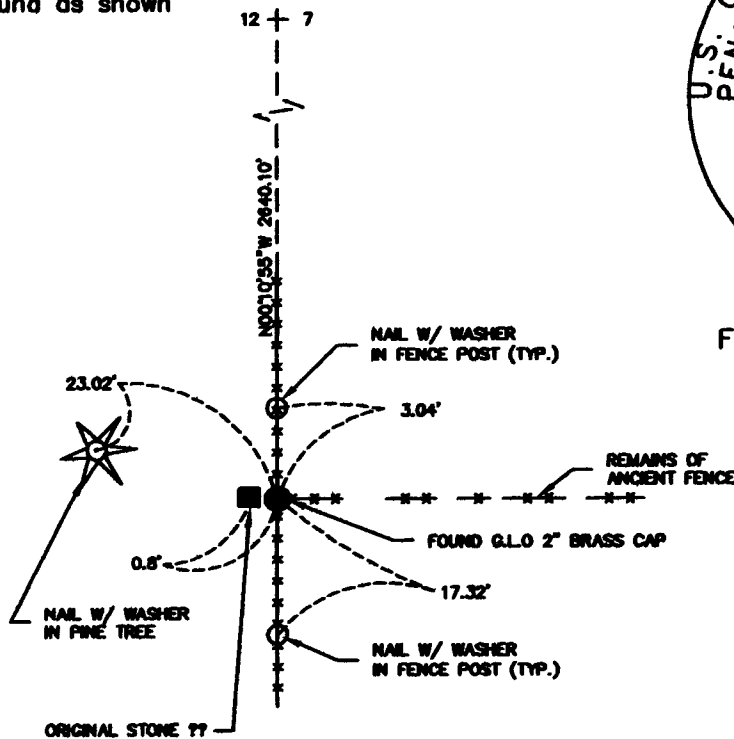 und as shown
12 7
U.S.
PEN
N00°10'55"W 2640.10'
NAIL W/ WASHER
IN FENCE POST (TYP.)
F
23.02'
3.04'
REMAINS OF
ANCIENT FENCE
FOUND G.L.O 2" BRASS CAP
0.8'
17.32'
NAIL W/ WASHER
IN PINE TREE
NAIL W/ WASHER
IN FENCE POST (TYP.)
ORIGINAL STONE ??